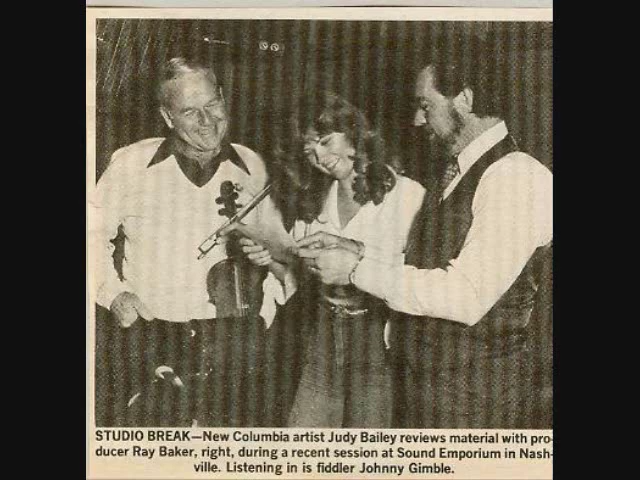 STUDIO BREAK—New Columbia artist Judy Bailey reviews material with pro-
ducer Ray Baker, right, during a recent session at Sound Emporium in Nash-
ville. Listening in is fiddler Johnny Gimble.